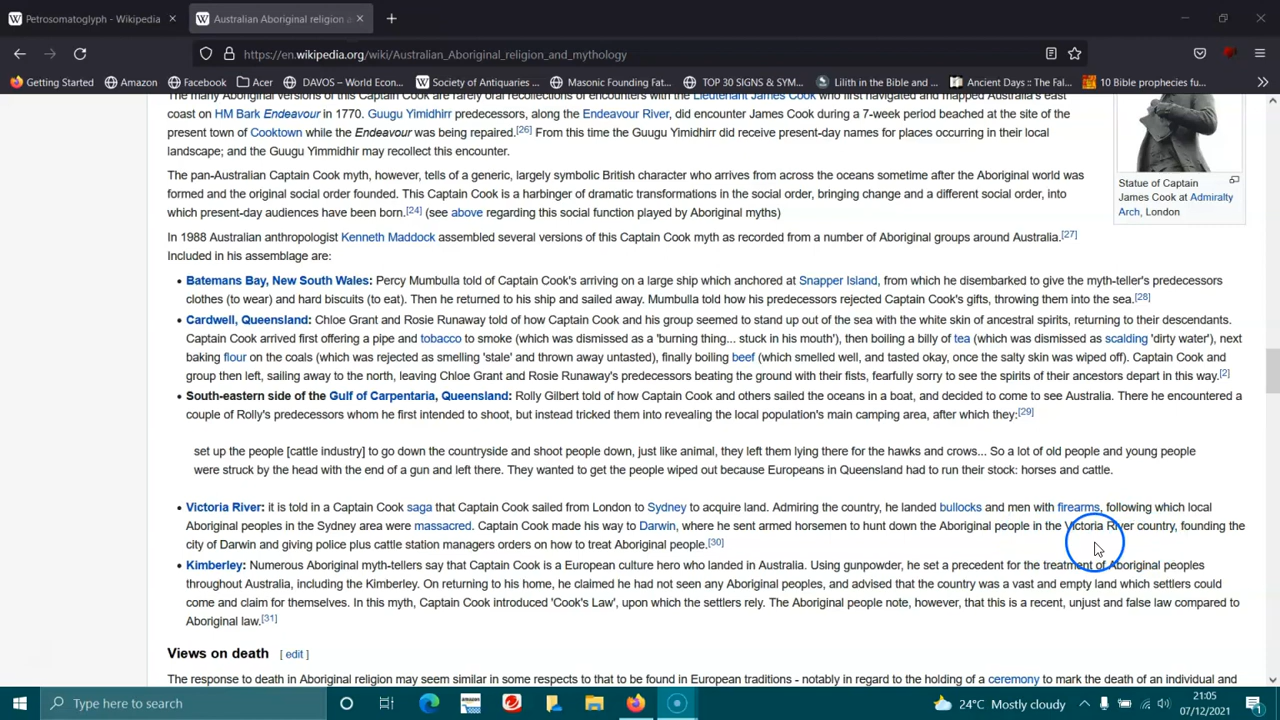 Petrosomatoglyph - Wikipedia
Australian Aboriginal religion a
https://en.wikipedia.org/wiki/Australian_Aboriginal_religion_and_mythology
Getting Started Amazon Facebook Acer DAVOS – World Econ... Society of Antiquaries ... Masonic Founding Fat... TOP 30 SIGNS & SYM... Lilith in the Bible and ... Ancient Days :: The Fal... 10 Bible prophecies fu...
The many Aboriginal versions of this Captain Cook are rarely oral recollections of encounters with the Lieutenant James Cook who first navigated and mapped Australia's east
coast on HM Bark Endeavour in 1770. Guugu Yimidhirr predecessors, along the Endeavour River, did encounter James Cook during a 7-week period beached at the site of the
present town of Cooktown while the Endeavour was being repaired.[26] From this time the Guugu Yimidhirr did receive present-day names for places occurring in their local
landscape; and the Guugu Yimmidhir may recollect this encounter.
The pan-Australian Captain Cook myth, however, tells of a generic, largely symbolic British character who arrives from across the oceans sometime after the Aboriginal world was
formed and the original social order founded. This Captain Cook is a harbinger of dramatic transformations in the social order, bringing change and a different social order, into
which present-day audiences have been born.[24] (see above regarding this social function played by Aboriginal myths)
Statue of Captain
James Cook at Admiralty
Arch, London
In 1988 Australian anthropologist Kenneth Maddock assembled several versions of this Captain Cook myth as recorded from a number of Aboriginal groups around Australia.[27]
Included in his assemblage are:
• Batemans Bay, New South Wales: Percy Mumbulla told of Captain Cook's arriving on a large ship which anchored at Snapper Island, from which he disembarked to give the myth-teller's predecessors
clothes (to wear) and hard biscuits (to eat). Then he returned to his ship and sailed away. Mumbulla told how his predecessors rejected Captain Cook's gifts, throwing them into the sea.[28]
• Cardwell, Queensland: Chloe Grant and Rosie Runaway told of how Captain Cook and his group seemed to stand up out of the sea with the white skin of ancestral spirits, returning to their descendants.
Captain Cook arrived first offering a pipe and tobacco to smoke (which was dismissed as a 'burning thing... stuck in his mouth'), then boiling a billy of tea (which was dismissed as scalding 'dirty water'), next
baking flour on the coals (which was rejected as smelling 'stale' and thrown away untasted), finally boiling beef (which smelled well, and tasted okay, once the salty skin was wiped off). Captain Cook and
group then left, sailing away to the north, leaving Chloe Grant and Rosie Runaway's predecessors beating the ground with their fists, fearfully sorry to see the spirits of their ancestors depart in this way.[2]
• South-eastern side of the Gulf of Carpentaria, Queensland: Rolly Gilbert told of how Captain Cook and others sailed the oceans in a boat, and decided to come to see Australia. There he encountered a
couple of Rolly's predecessors whom he first intended to shoot, but instead tricked them into revealing the local population's main camping area, after which they:[29]
set up the people [cattle industry] to go down the countryside and shoot people down, just like animal, they left them lying there for the hawks and crows... So a lot of old people and young people
were struck by the head with the end of a gun and left there. They wanted to get the people wiped out because Europeans in Queensland had to run their stock: horses and cattle.
• Victoria River: it is told in a Captain Cook saga that Captain Cook sailed from London to Sydney to acquire land. Admiring the country, he landed bullocks and men with firearms, following which local
Aboriginal peoples in the Sydney area were massacred. Captain Cook made his way to Darwin, where he sent armed horsemen to hunt down the Aboriginal people in the Victoria River country, founding the
city of Darwin and giving police plus cattle station managers orders on how to treat Aboriginal people.[30]
• Kimberley: Numerous Aboriginal myth-tellers say that Captain Cook is a European culture hero who landed in Australia. Using gunpowder, he set a precedent for the treatment of Aboriginal peoples
throughout Australia, including the Kimberley. On returning to his home, he claimed he had not seen any Aboriginal peoples, and advised that the country was a vast and empty land which settlers could
come and claim for themselves. In this myth, Captain Cook introduced 'Cook's Law', upon which the settlers rely. The Aboriginal people note, however, that this is a recent, unjust and false law compared to
Aboriginal law.[31]
Views on death [ edit ]
The response to death in Aboriginal religion may seem similar in some respects to that to be found in European traditions - notably in regard to the holding of a ceremony to mark the death of an individual and
Type here to search
24°C Mostly cloudy
21:05
07/12/2021
1